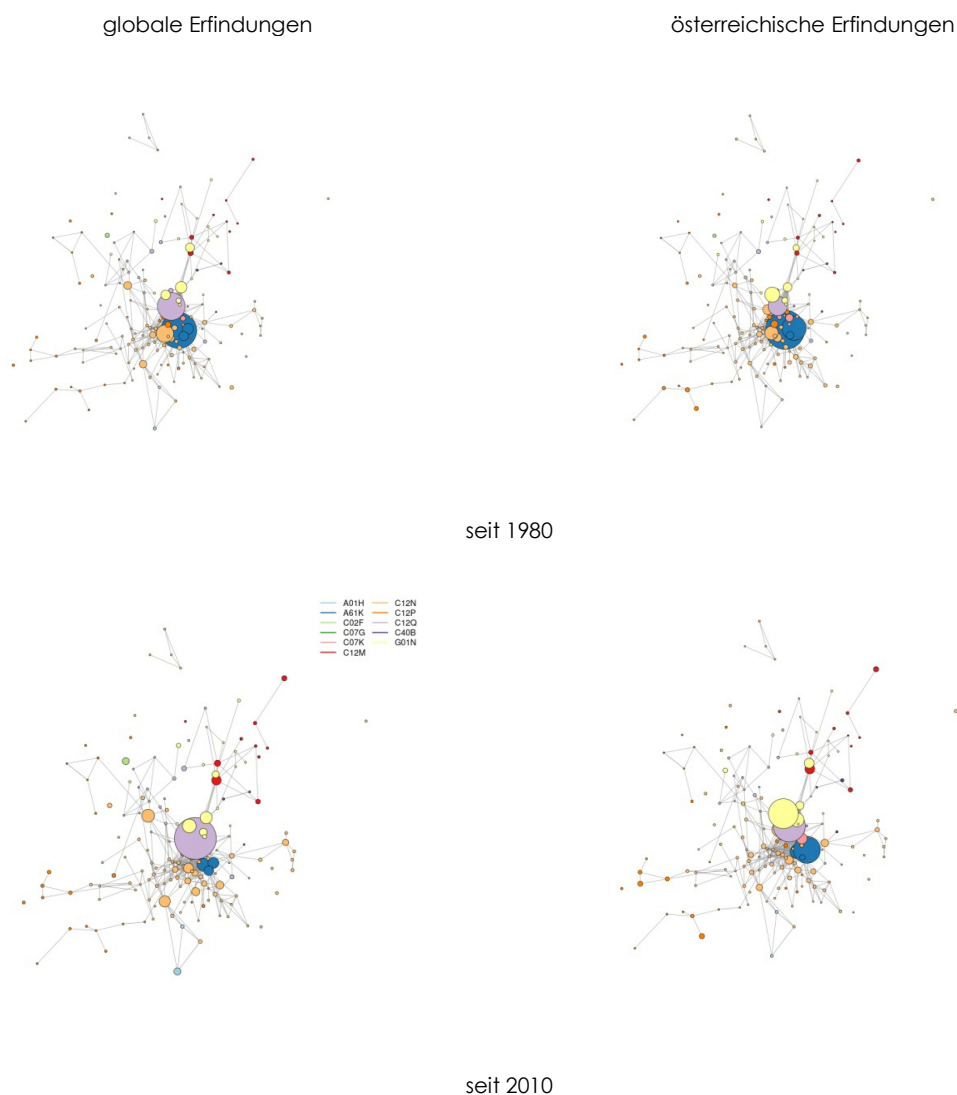 globale Erfindungen
österreichische Erfindungen
seit 1980
A01H C12N
A61K C12P
C02F C12Q
C07G C40B
C07K G01N
C12M
seit 2010